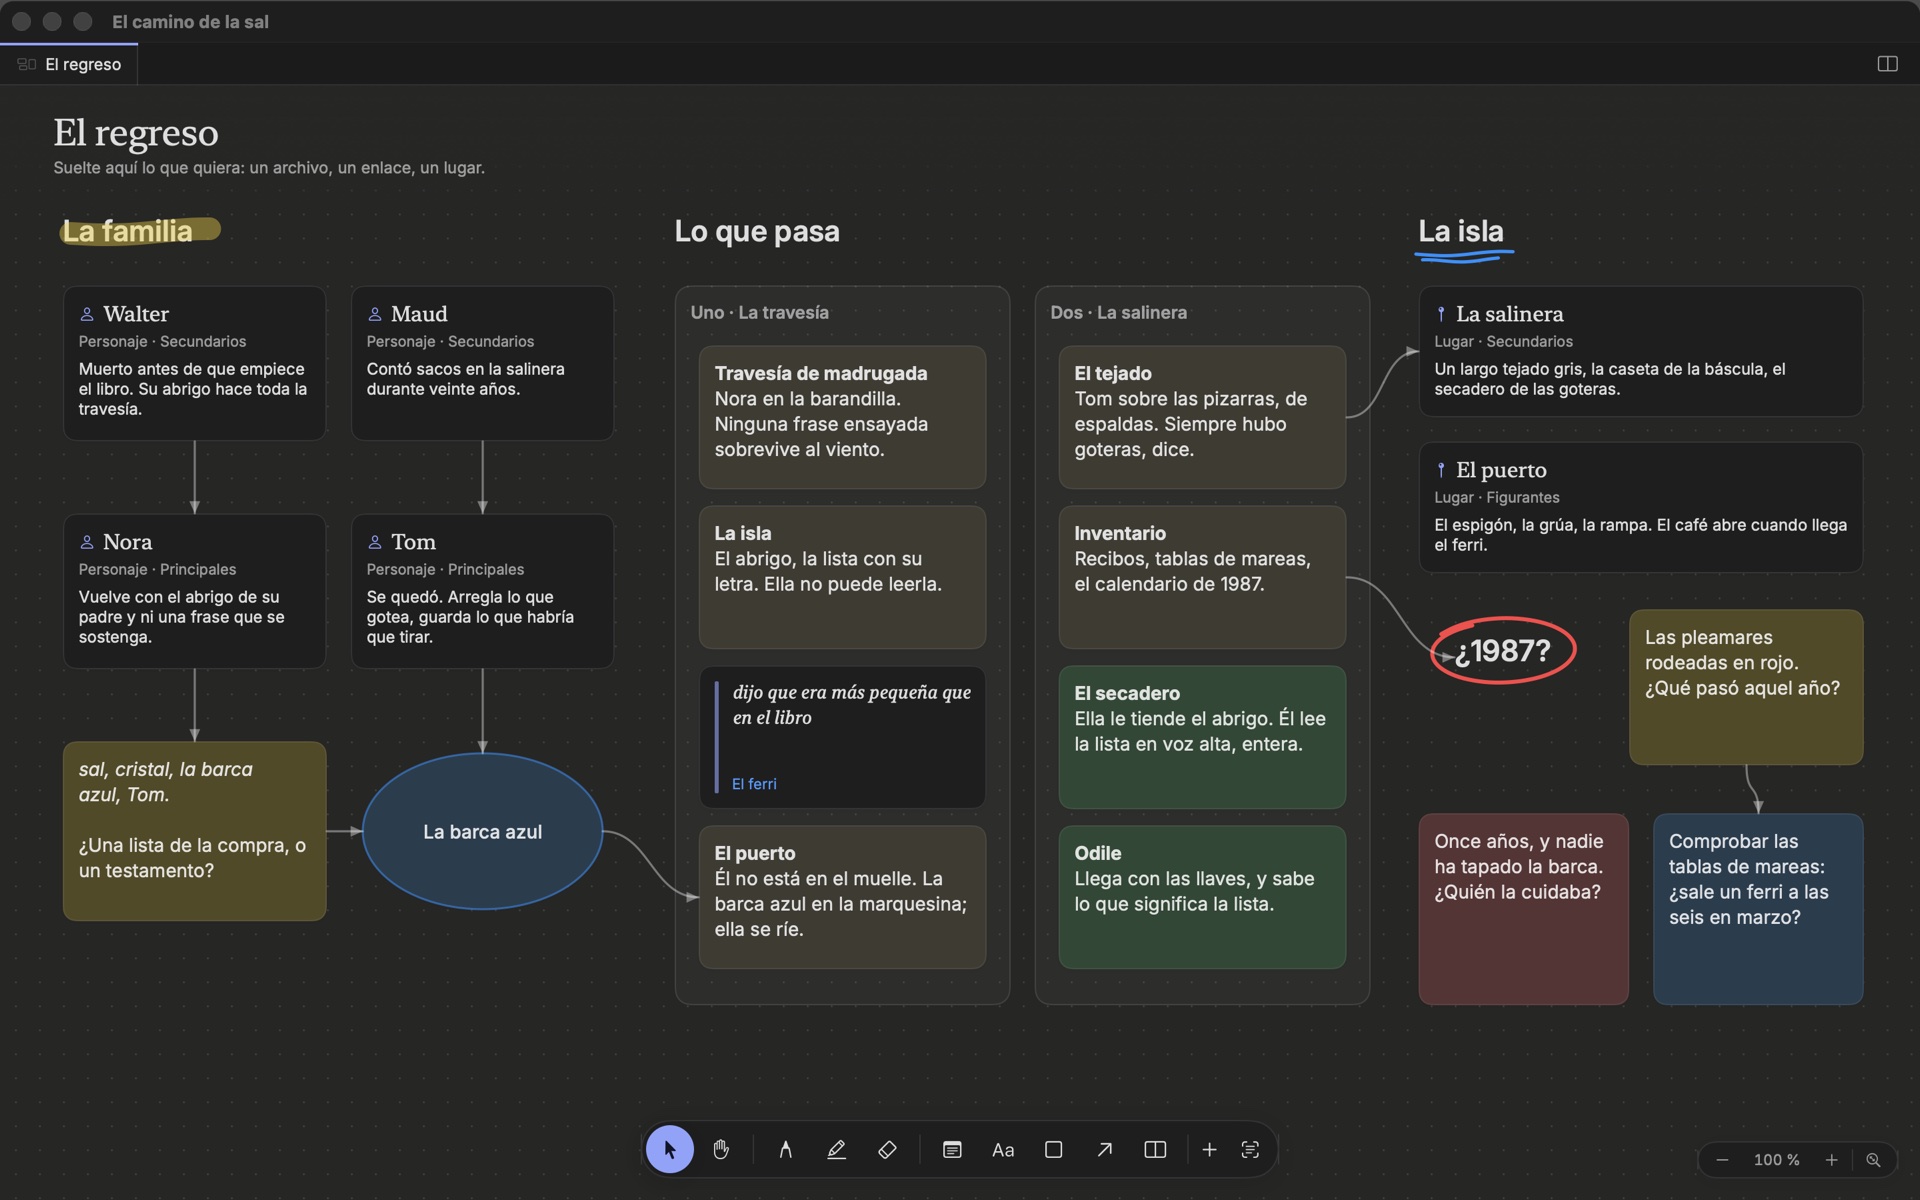 El camino de la sal
El regreso
El regreso
Suelte aquí lo que quiera: un archivo, un enlace, un lugar.
La familia
Walter
Personaje · Secundarios
Muerto antes de que empiece
el libro. Su abrigo hace toda la
travesía.
Maud
Personaje · Secundarios
Contó sacos en la salinera
durante veinte años.
Nora
Personaje · Principales
Vuelve con el abrigo de su
padre y ni una frase que se
sostenga.
Tom
Personaje · Principales
Se quedó. Arregla lo que
gotea, guarda lo que habría
que tirar.
sal, cristal, la barca
azul, Tom.
¿Una lista de la compra, o
un testamento?
La barca azul
Lo que pasa
Uno · La travesía
Travesía de madrugada
Nora en la barandilla.
Ninguna frase ensayada
sobrevive al viento.
La isla
El abrigo, la lista con su
letra. Ella no puede leerla.
dijo que era más pequeña que
en el libro
El ferri
El puerto
Él no está en el muelle. La
barca azul en la marquesina;
ella se ríe.
Dos · La salinera
El tejado
Tom sobre las pizarras, de
espaldas. Siempre hubo
goteras, dice.
Inventario
Recibos, tablas de mareas,
el calendario de 1987.
El secadero
Ella le tiende el abrigo. Él lee
la lista en voz alta, entera.
Odile
Llega con las llaves, y sabe
lo que significa la lista.
La isla
La salinera
Lugar · Secundarios
Un largo tejado gris, la caseta de la báscula, el
secadero de las goteras.
El puerto
Lugar · Figurantes
El espigón, la grúa, la rampa. El café abre cuando llega
el ferri.
¿1987?
Las pleamares
rodeadas en rojo.
¿Qué pasó aquel año?
Once años, y nadie
ha tapado la barca.
¿Quién la cuidaba?
Comprobar las
tablas de mareas:
¿sale un ferri a las
seis en marzo?
Aa
100 %